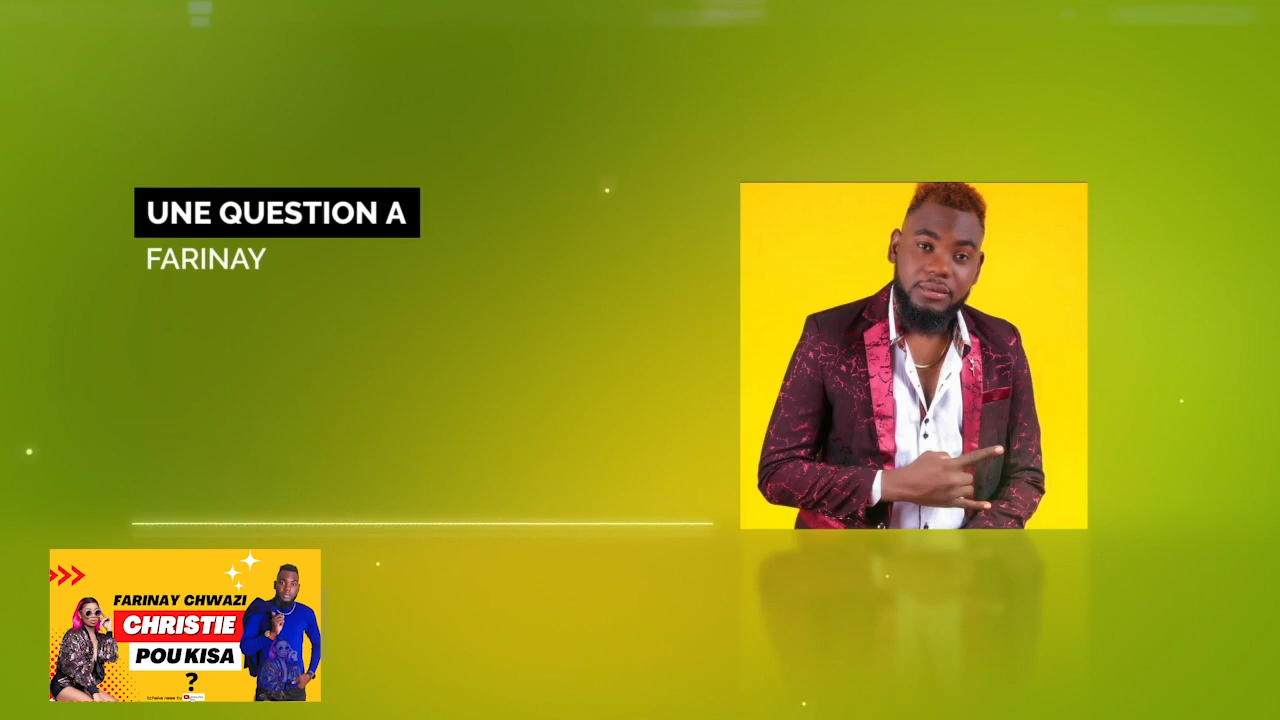 UNE QUESTION A
FARINAY
FARINAY CHWAZI
CHRISTIE
POU KISA
?